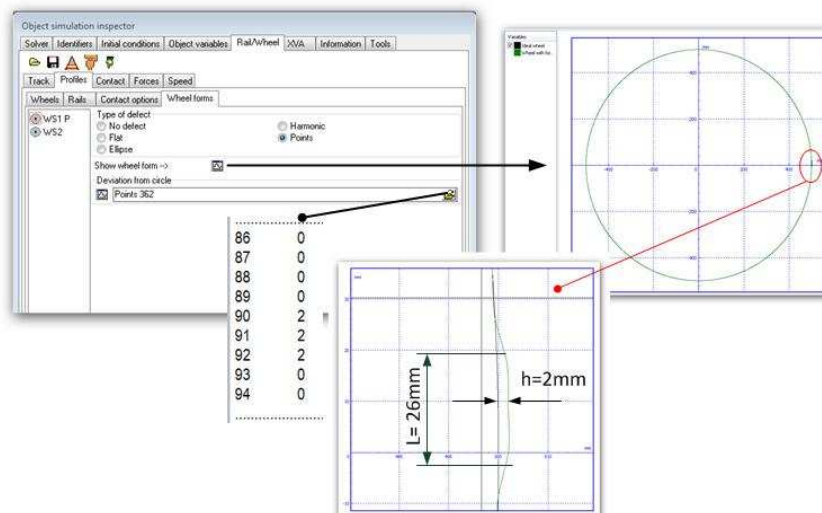 Object simulation inspector
Solver Identifiers Initial conditions Object variables Rail/Wheel XVA Information Tools
Track Profiles Contact Forces Speed
Wheels Rails Contact options Wheel forms
WS1 P
WS2
Type of defect
No defect
Flat
Ellipse
Harmonic
Points
Show wheel form -->
Deviation from circle
Points 362
86 0
87 0
88 0
89 0
90 2
91 2
92 2
93 0
94 0
Variables
Ideal wheel
L= 26mm
h=2mm